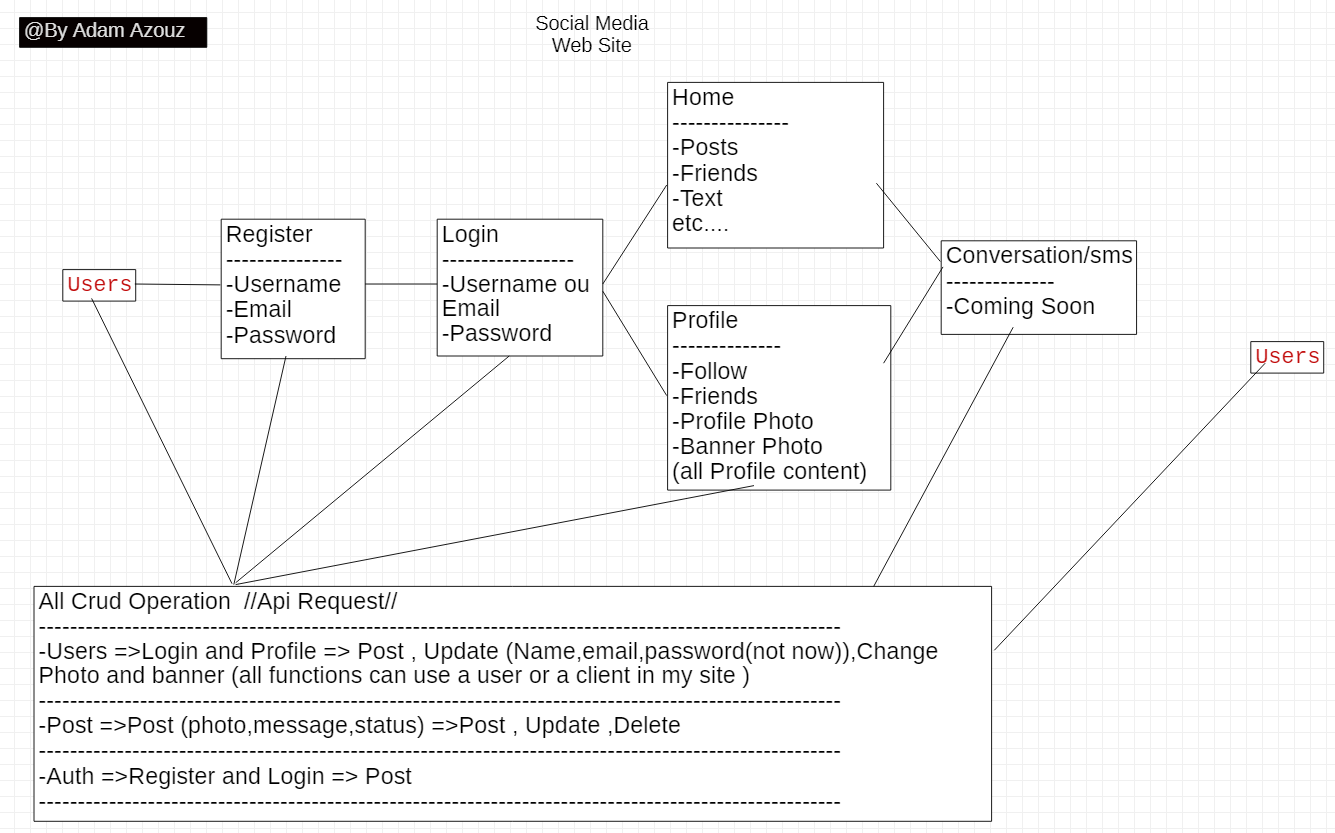 @By Adam Azouz
Social Media
Web Site
Users
Register
---------------
-Username
-Email
-Password
Login
-----------------
-Username ou
Email
-Password
Home
---------------
-Posts
-Friends
-Text
etc....
Profile
--------------
-Follow
-Friends
-Profile Photo
-Banner Photo
(all Profile content)
Conversation/sms
--------------
-Coming Soon
Users
All Crud Operation  //Api Request//
--------------------------------------------------------------------------------------------------------
-Users =>Login and Profile => Post , Update (Name,email,password(not now)),Change
Photo and banner (all functions can use a user or a client in my site )
--------------------------------------------------------------------------------------------------------
-Post =>Post (photo,message,status) =>Post , Update ,Delete
--------------------------------------------------------------------------------------------------------
-Auth =>Register and Login => Post
--------------------------------------------------------------------------------------------------------